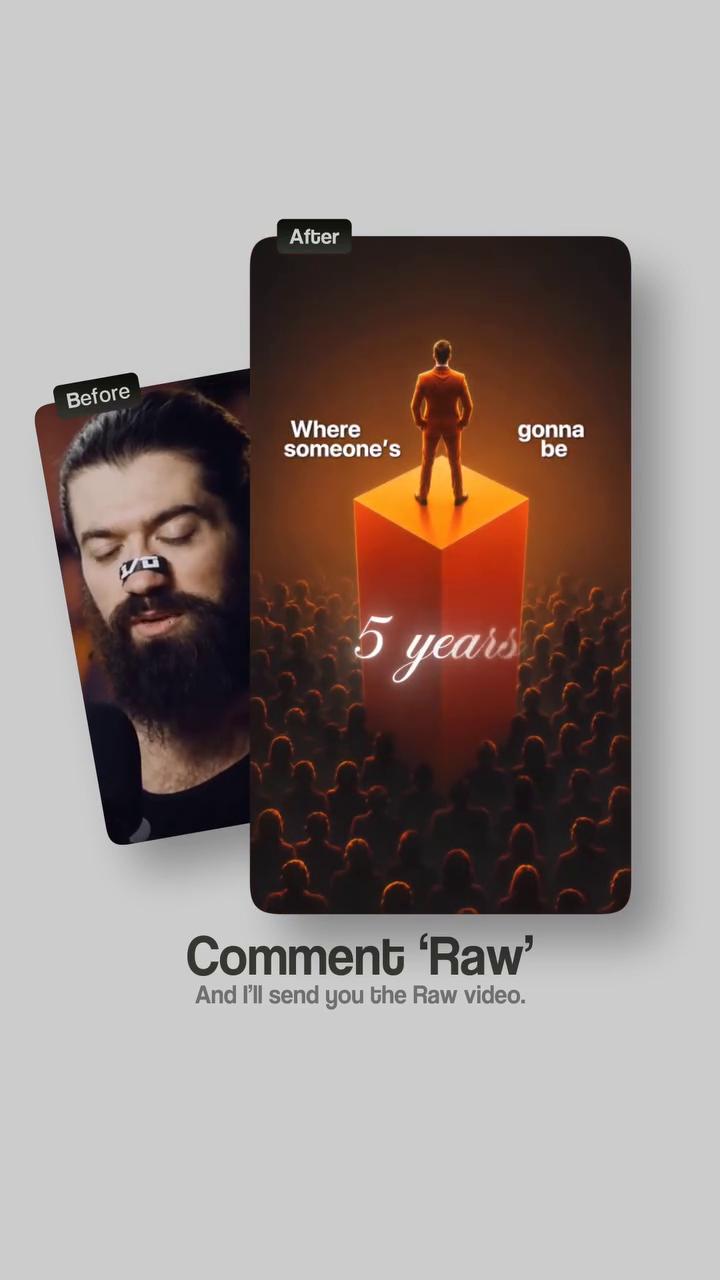 After
Before
Where
someone's
gonna
be
5 years
Comment ‘Raw’
And I’ll send you the Raw video.